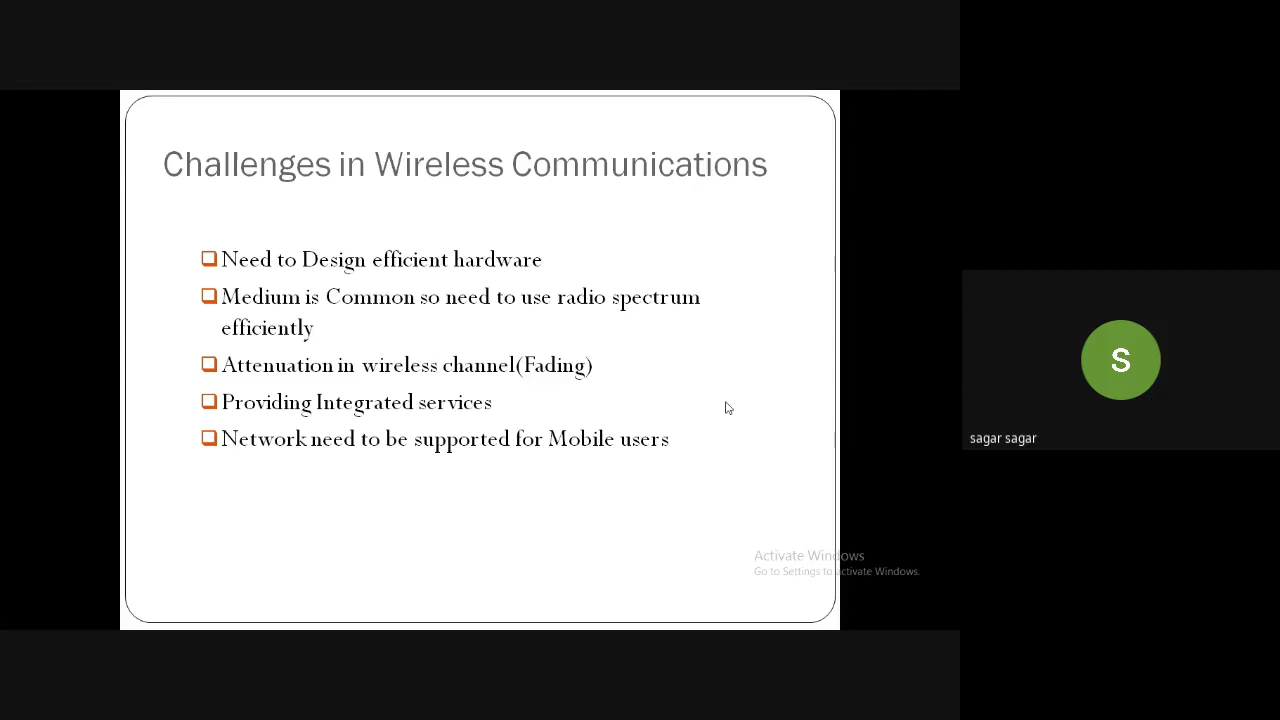 Challenges in Wireless Communications
Need to Design efficient hardware
Medium is Common so need to use radio spectrum
efficiently
Attenuation in wireless channel(Fading)
Providing Integrated services
Network need to be supported for Mobile users
Activate Windows
Go to Settings to activate Windows.
S
sagar sagar